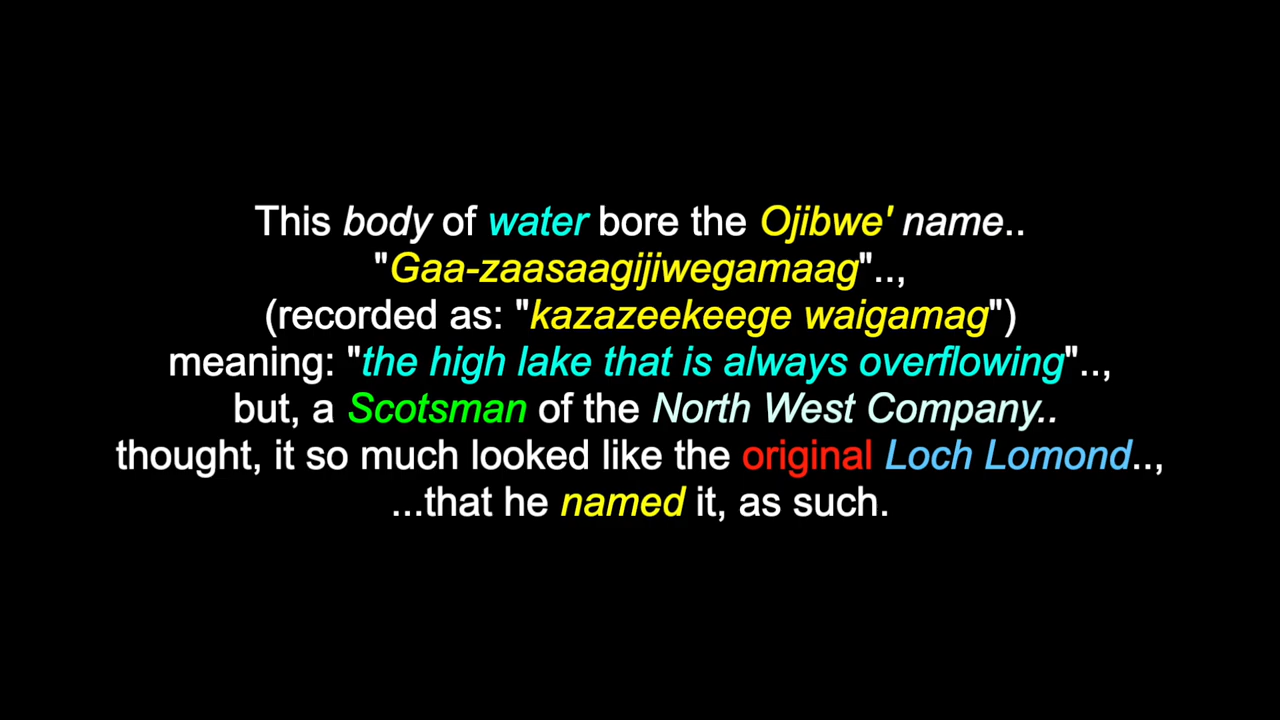 This body of water bore the Ojibwe' name..
"Gaa-zaasaagijiwegamaag"..,
(recorded as: "kazazeekeege waigamag")
meaning: "the high lake that is always overflowing"..,
but, a Scotsman of the North West Company..
thought, it so much looked like the original Loch Lomond..,
...that he named it, as such.